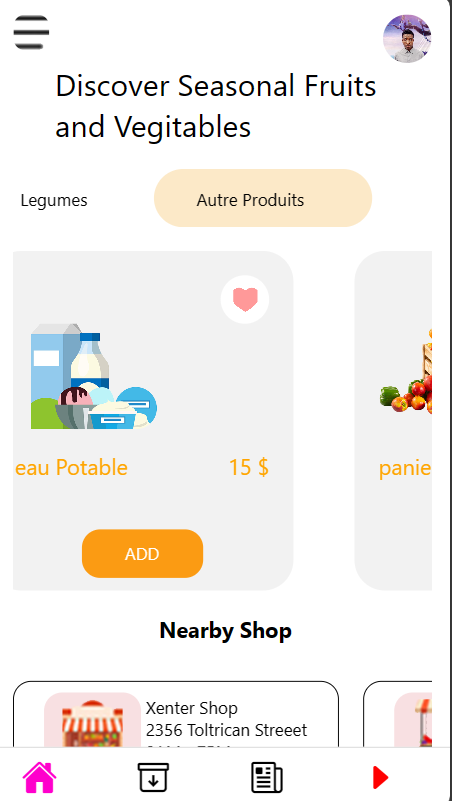 Discover Seasonal Fruits
and Vegitables
Legumes
Autre Produits
eau Potable
15 $
panie
ADD
Nearby Shop
Xenter Shop
2356 Toltrican Streeet